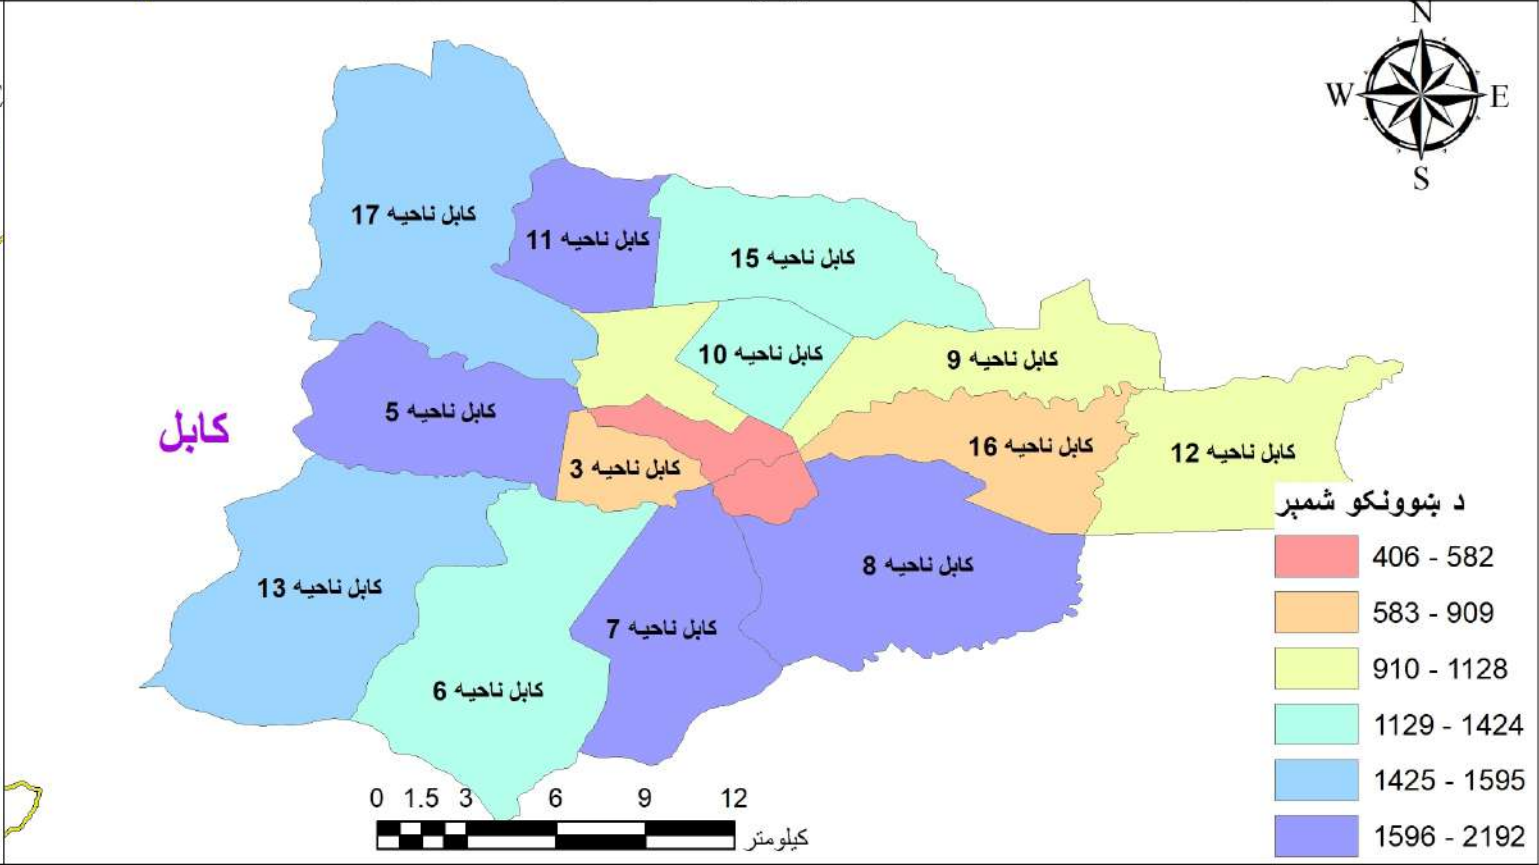 N
W E
S
کابل ناحیه 17
کابل ناحیه 11
کابل ناحیه 15
کابل ناحیه 10
کابل ناحیه 9
کابل ناحیه 5
کابل
کابل ناحیه 16
کابل ناحیه 12
کابل ناحیه 3
کابل ناحیه 8
کابل ناحیه 13
کابل ناحیه 7
کابل ناحیه 6
د ښوونکو شمېر
406 - 582
583 - 909
910 - 1128
1129 - 1424
1425 - 1595
1596 - 2192
0 1.5 3 6 9 12
کیلومتر